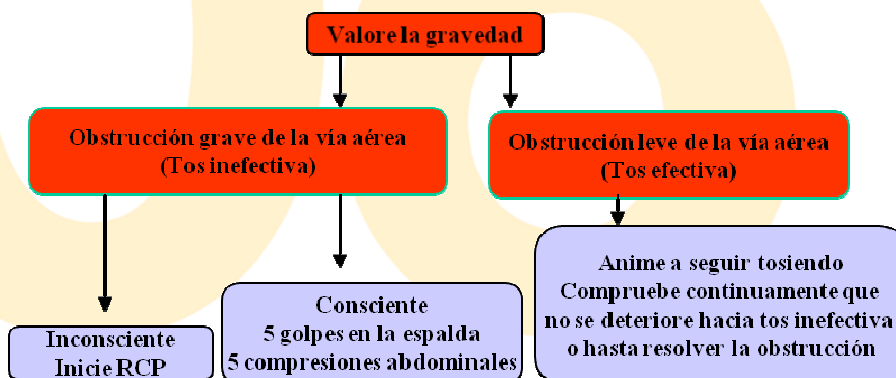 Valore la gravedad
Obstrucción grave de la vía aérea
(Tos inefectiva)
Obstrucción leve de la vía aérea
(Tos efectiva)
Inconsciente
Inicie RCP
Consciente
5 golpes en la espalda
5 compresiones abdominales
Anime a seguir tosiendo
Compruebe continuamente que
no se deteriore hacia tos inefectiva
o hasta resolver la obstrucción